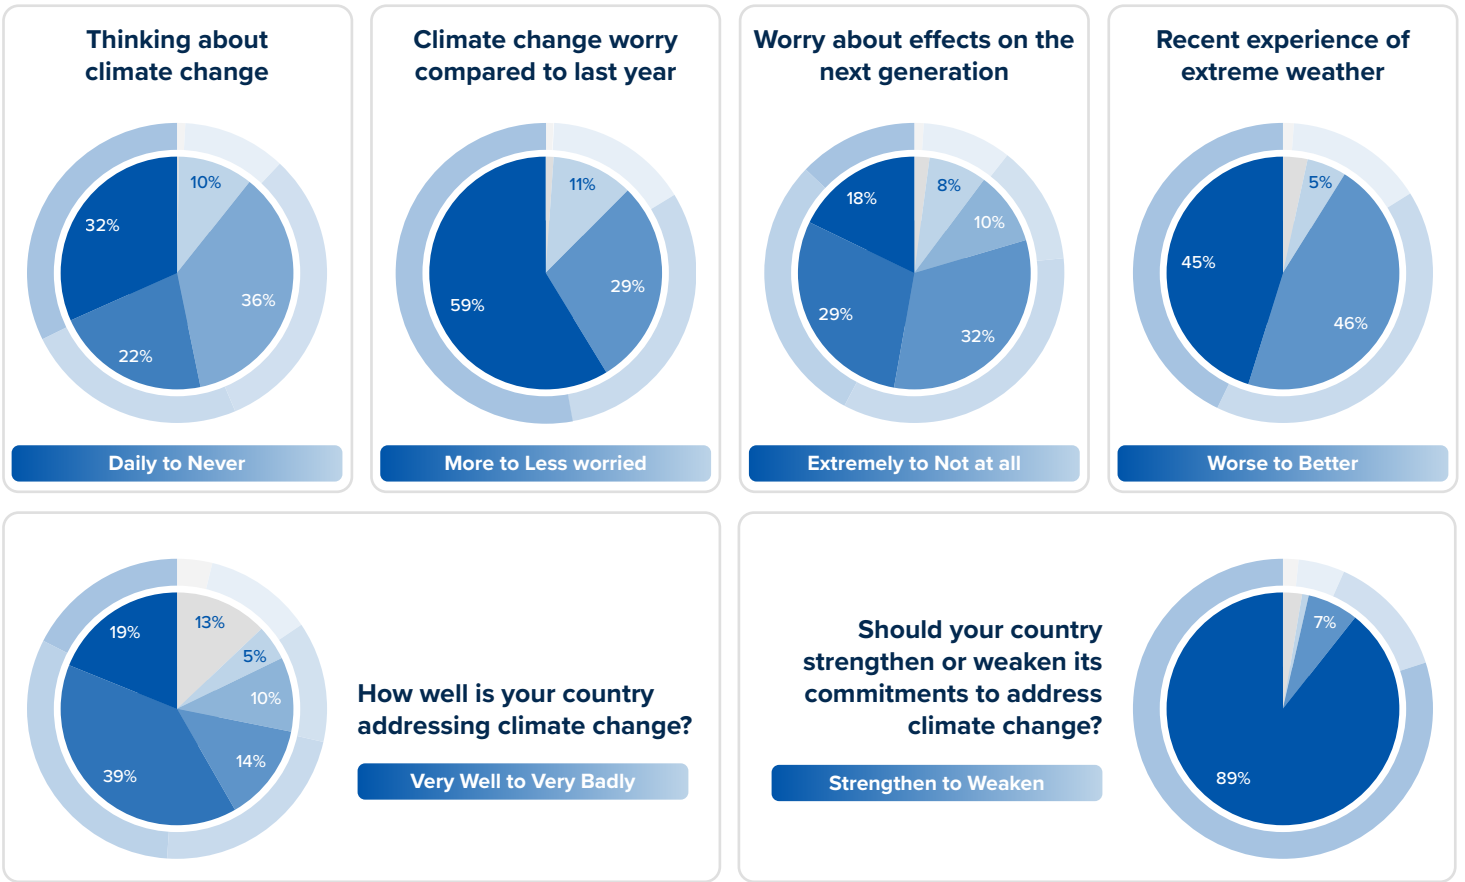 Thinking about
climate change
10%
32%
36%
22%
Daily to Never
Climate change worry
compared to last year
11%
29%
59%
More to Less worried
Worry about effects on the
next generation
8%
18%
10%
29%
32%
Extremely to Not at all
Recent experience of
extreme weather
5%
45%
46%
Worse to Better
13%
19%
5%
10%
14%
39%
How well is your country
addressing climate change?
Very Well to Very Badly
Should your country
strengthen or weaken its
commitments to address
climate change?
Strengthen to Weaken
7%
89%